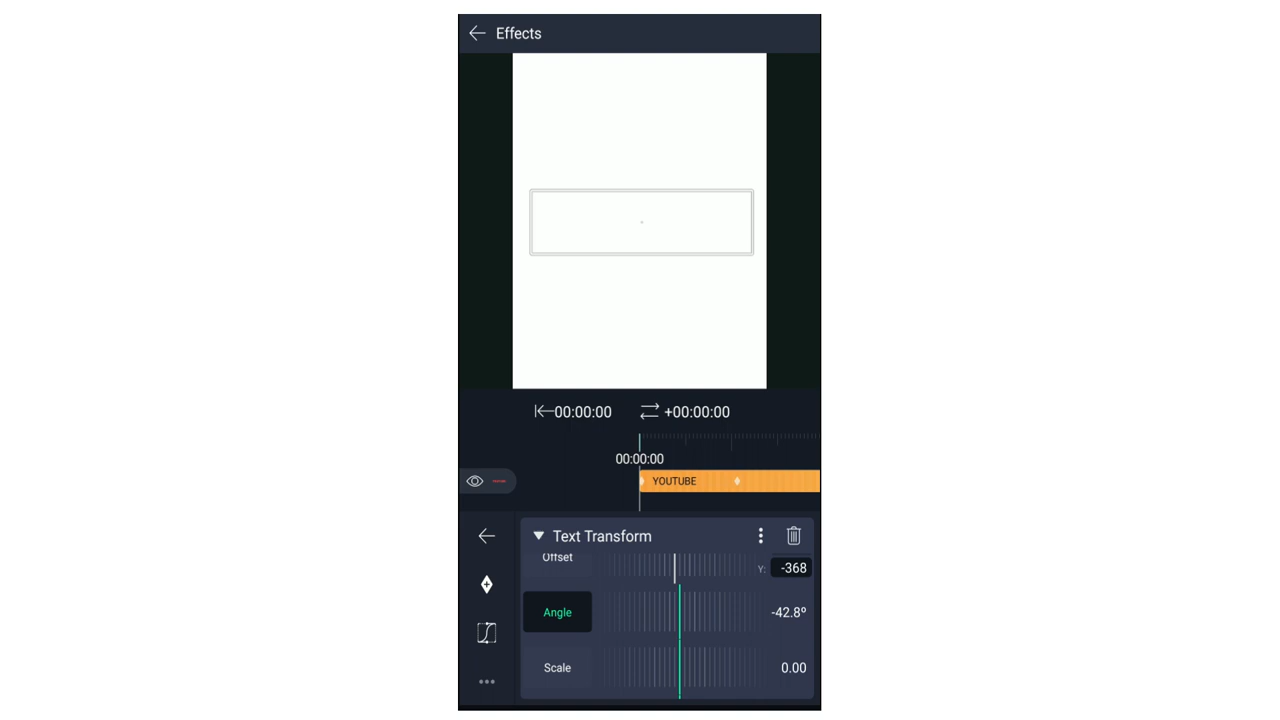 Effects
00:00:00 +00:00:00
00:00:00
YOUTUBE
Text Transform
Offset Y: -368
Angle -42.8º
Scale 0.00